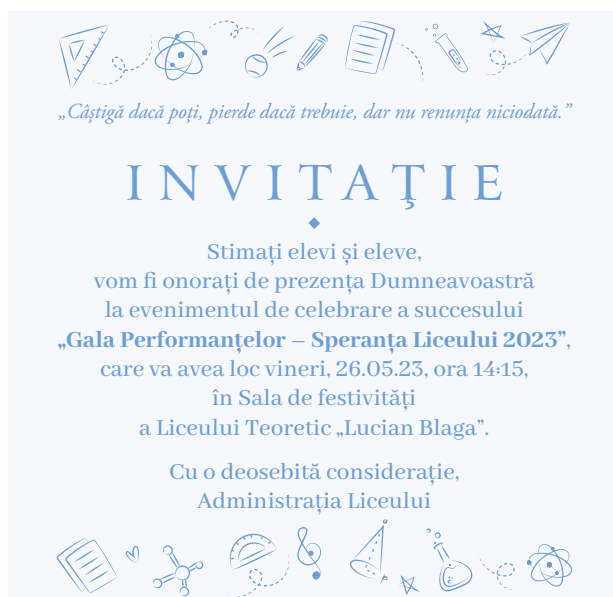 „Câștigă dacă poți, pierde dacă trebuie, dar nu renunța niciodată.”
INVITAŢIE
Stimați elevi și eleve,
vom fi onorați de prezența Dumneavoastră
la evenimentul de celebrare a succesului
„Gala Performanțelor – Speranța Liceului 2023”,
care va avea loc vineri, 26.05.23, ora 14:15,
în Sala de festivități
a Liceului Teoretic „Lucian Blaga”.
Cu o deosebită considerație,
Administrația Liceului